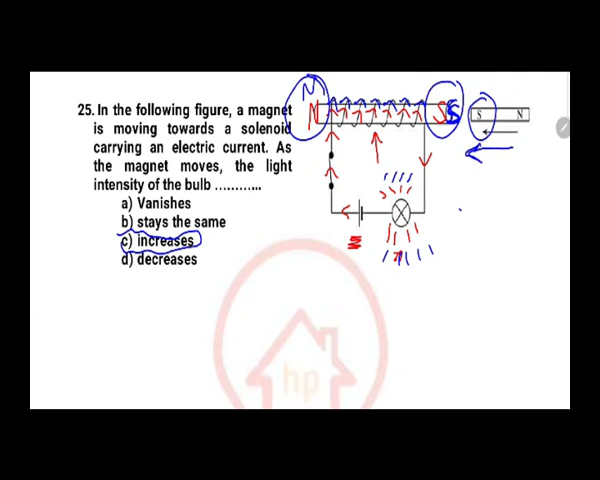 N
N S S S N
25. In the following figure, a magnet
is moving towards a solenoid
carrying an electric current. As
the magnet moves, the light
intensity of the bulb ............
a) Vanishes
b) stays the same
c) increases
d) decreases
hp